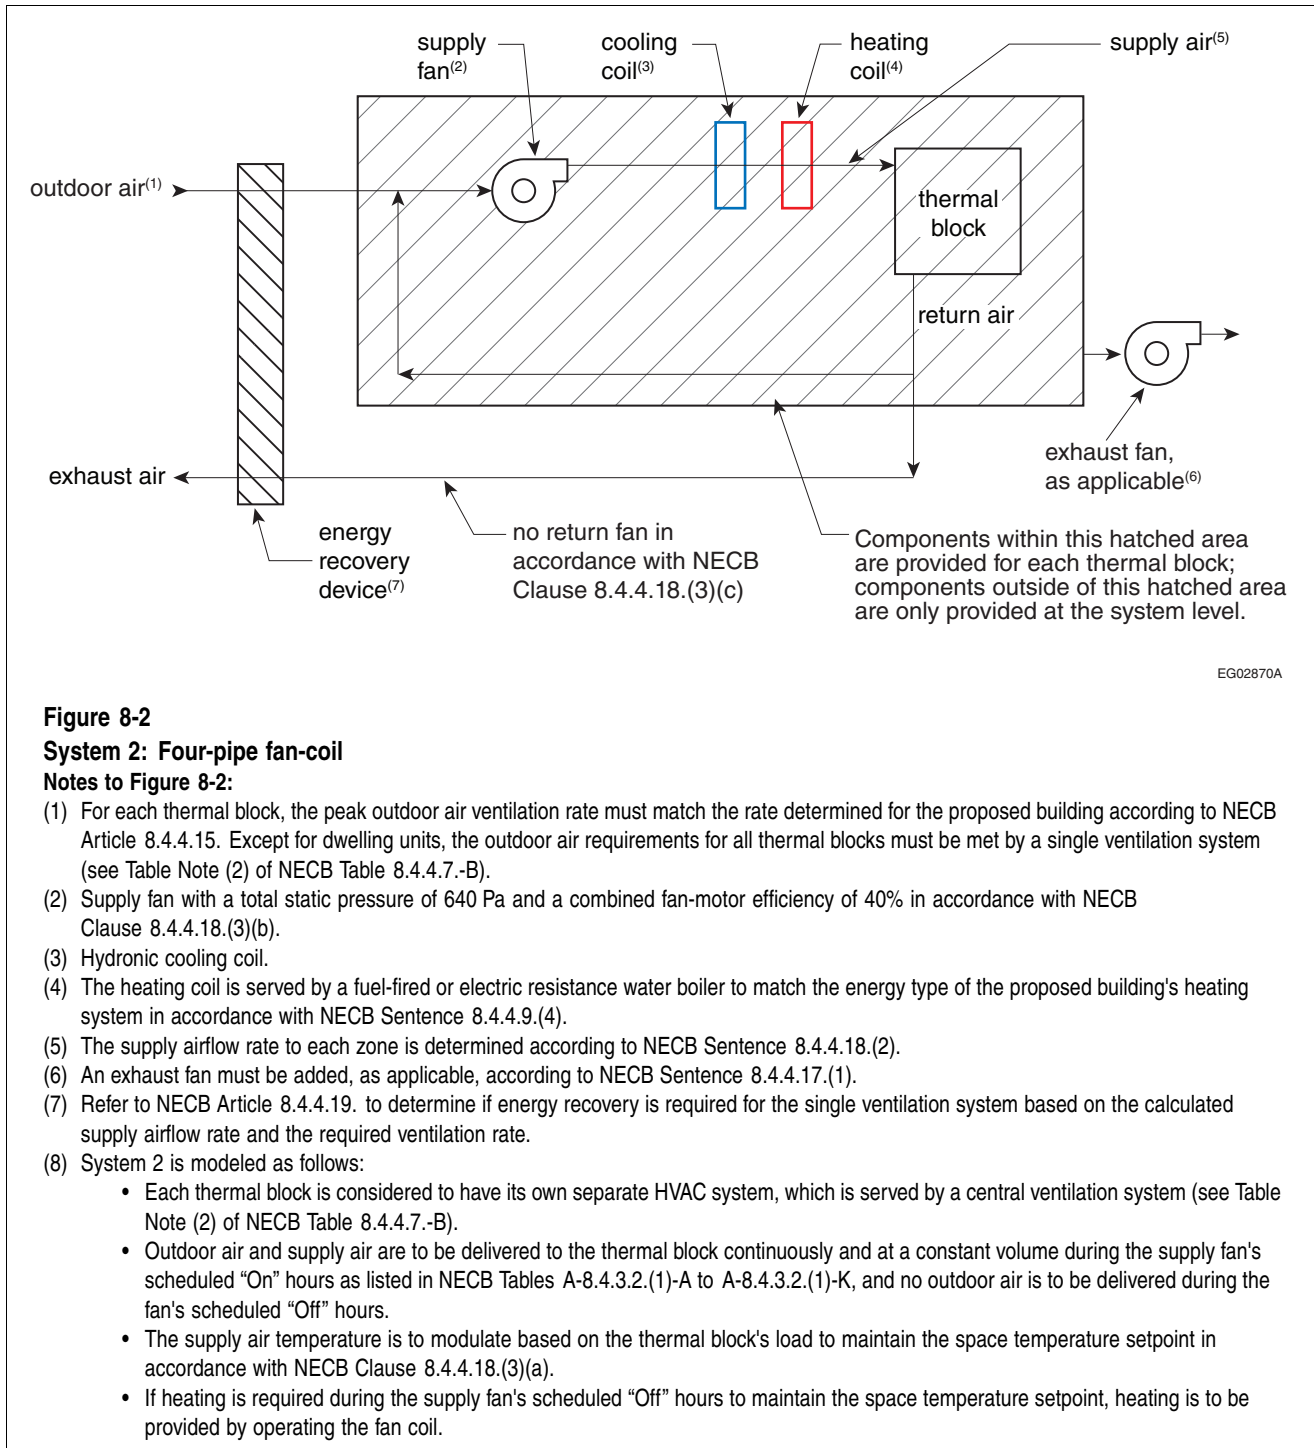 supply
fan(2)
cooling
coil(3)
heating
coil(4)
supply air(5)
outdoor air(1)
thermal
block
return air
exhaust fan,
as applicable(6)
exhaust air
energy
recovery
device(7)
no return fan in
accordance with NECB
Clause 8.4.4.18.(3)(c)
Components within this hatched area
are provided for each thermal block;
components outside of this hatched area
are only provided at the system level.
EG02870A
Figure 8-2
System 2: Four-pipe fan-coil
Notes to Figure 8-2:
(1) For each thermal block, the peak outdoor air ventilation rate must match the rate determined for the proposed building according to NECB
Article 8.4.4.15. Except for dwelling units, the outdoor air requirements for all thermal blocks must be met by a single ventilation system
(see Table Note (2) of NECB Table 8.4.4.7.-B).
(2) Supply fan with a total static pressure of 640 Pa and a combined fan-motor efficiency of 40% in accordance with NECB
Clause 8.4.4.18.(3)(b).
(3) Hydronic cooling coil.
(4) The heating coil is served by a fuel-fired or electric resistance water boiler to match the energy type of the proposed building's heating
system in accordance with NECB Sentence 8.4.4.9.(4).
(5) The supply airflow rate to each zone is determined according to NECB Sentence 8.4.4.18.(2).
(6) An exhaust fan must be added, as applicable, according to NECB Sentence 8.4.4.17.(1).
(7) Refer to NECB Article 8.4.4.19. to determine if energy recovery is required for the single ventilation system based on the calculated
supply airflow rate and the required ventilation rate.
(8) System 2 is modeled as follows:
• Each thermal block is considered to have its own separate HVAC system, which is served by a central ventilation system (see Table
Note (2) of NECB Table 8.4.4.7.-B).
• Outdoor air and supply air are to be delivered to the thermal block continuously and at a constant volume during the supply fan's
scheduled “On” hours as listed in NECB Tables A-8.4.3.2.(1)-A to A-8.4.3.2.(1)-K, and no outdoor air is to be delivered during the
fan's scheduled “Off” hours.
• The supply air temperature is to modulate based on the thermal block's load to maintain the space temperature setpoint in
accordance with NECB Clause 8.4.4.18.(3)(a).
• If heating is required during the supply fan's scheduled “Off” hours to maintain the space temperature setpoint, heating is to be
provided by operating the fan coil.